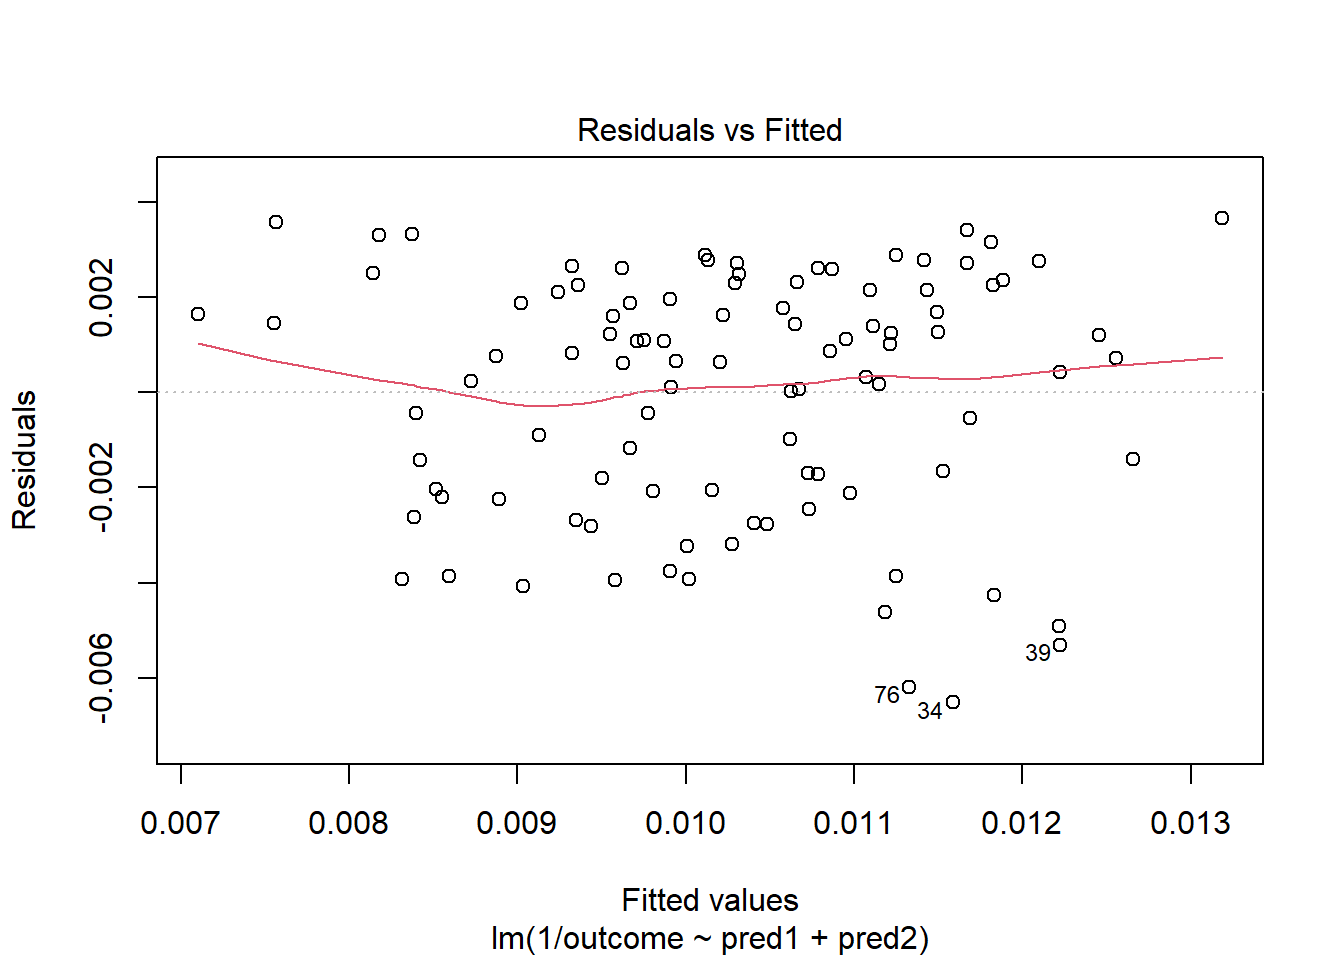 Residuals vs Fitted
Residuals
0.002
-0.002
-0.006
39
76
34
0.007 0.008 0.009 0.010 0.011 0.012 0.013
Fitted values
lm(1/outcome ~ pred1 + pred2)